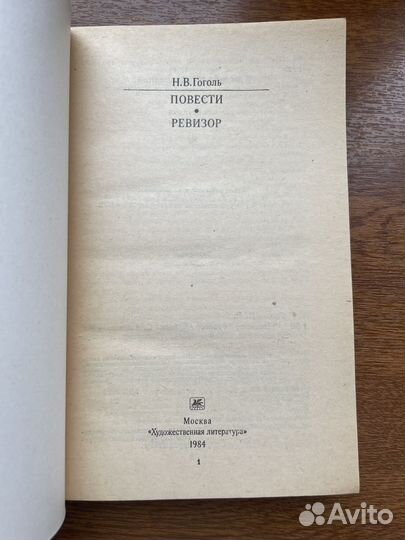 Н.В.Гоголь
ПОВЕСТИ
•
РЕВИЗОР
Москва
«Художественная литература»
1984
1
Avito